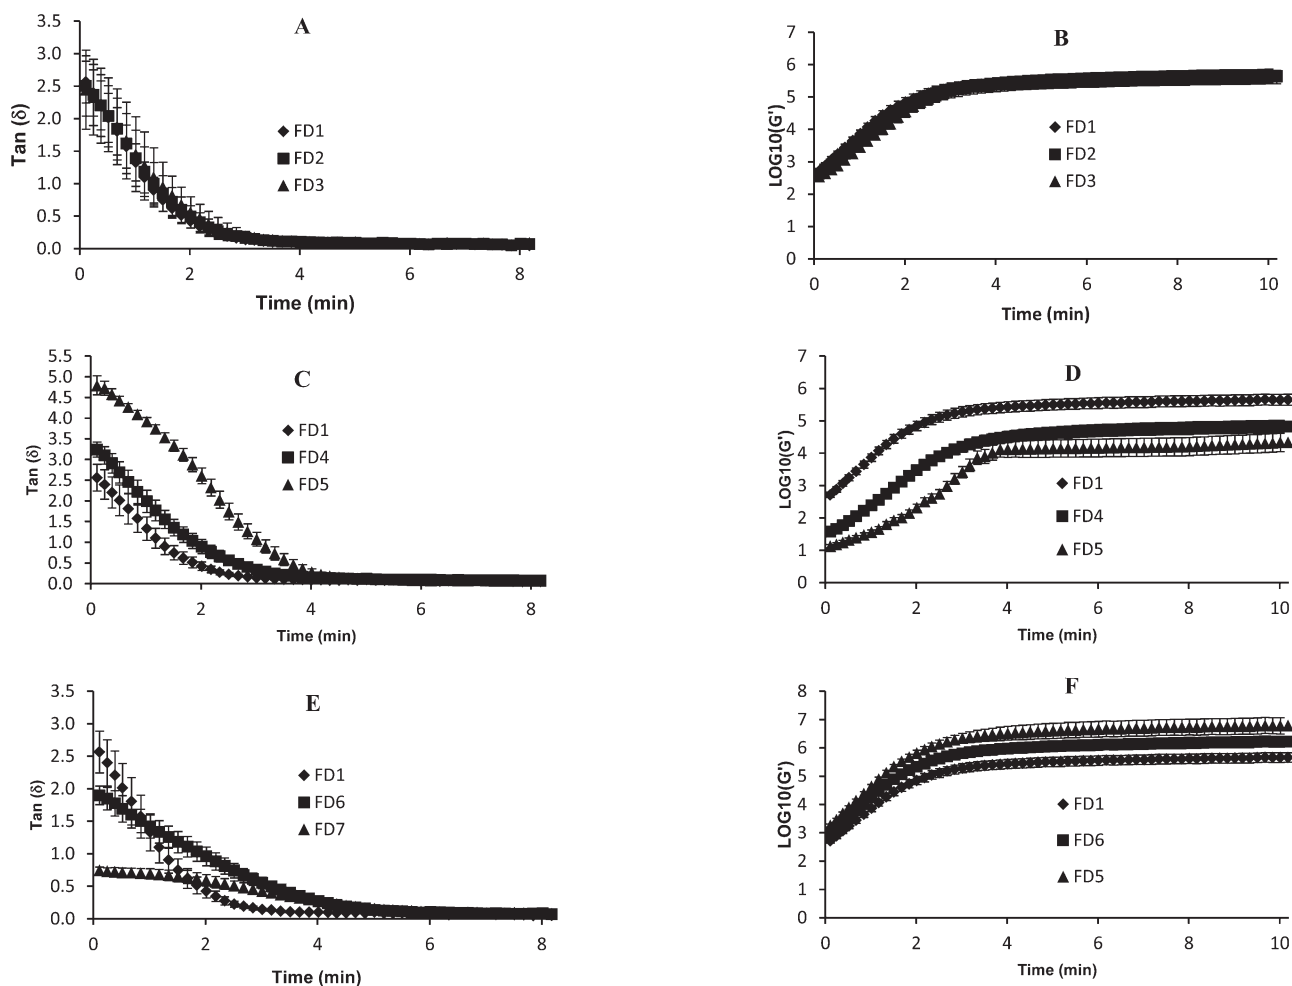 A
Tan (δ)
3.5
3.0
2.5
2.0
1.5
1.0
0.5
0.0
FD1
FD2
FD3
0 2 4 6 8
Time (min)
B
LOG10(G')
7
6
5
4
3
2
1
0
FD1
FD2
FD3
0 2 4 6 8 10
Time (min)
C
Tan (δ)
5.5
5.0
4.5
4.0
3.5
3.0
2.5
2.0
1.5
1.0
0.5
0.0
FD1
FD4
FD5
0 2 4 6 8
Time (min)
D
LOG10(G')
7
6
5
4
3
2
1
0
FD1
FD4
FD5
0 2 4 6 8 10
Time (min)
E
Tan (δ)
3.5
3.0
2.5
2.0
1.5
1.0
0.5
0.0
FD1
FD6
FD7
0 2 4 6 8
Time (min)
F
LOG10(G')
8
7
6
5
4
3
2
1
0
FD1
FD6
FD5
0 2 4 6 8 10
Time (min)